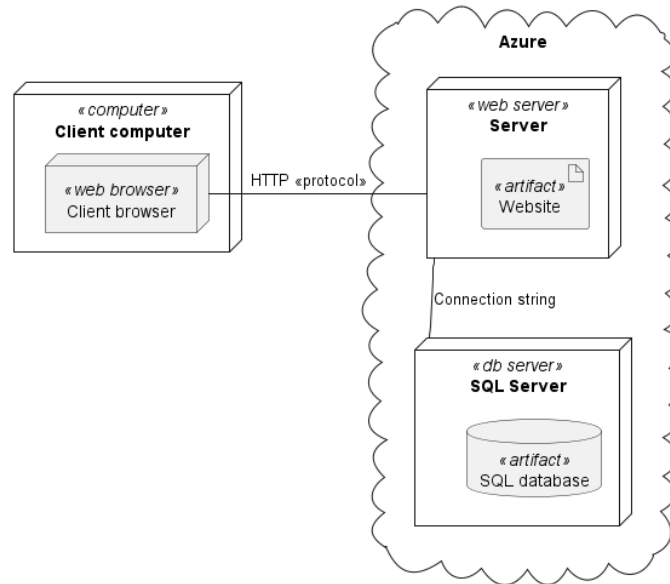 Azure
«computer»
Client computer
«web browser»
Client browser
HTTP «protocol»
«web server»
Server
«artifact»
Website
Connection string
«db server»
SQL Server
«artifact»
SQL database